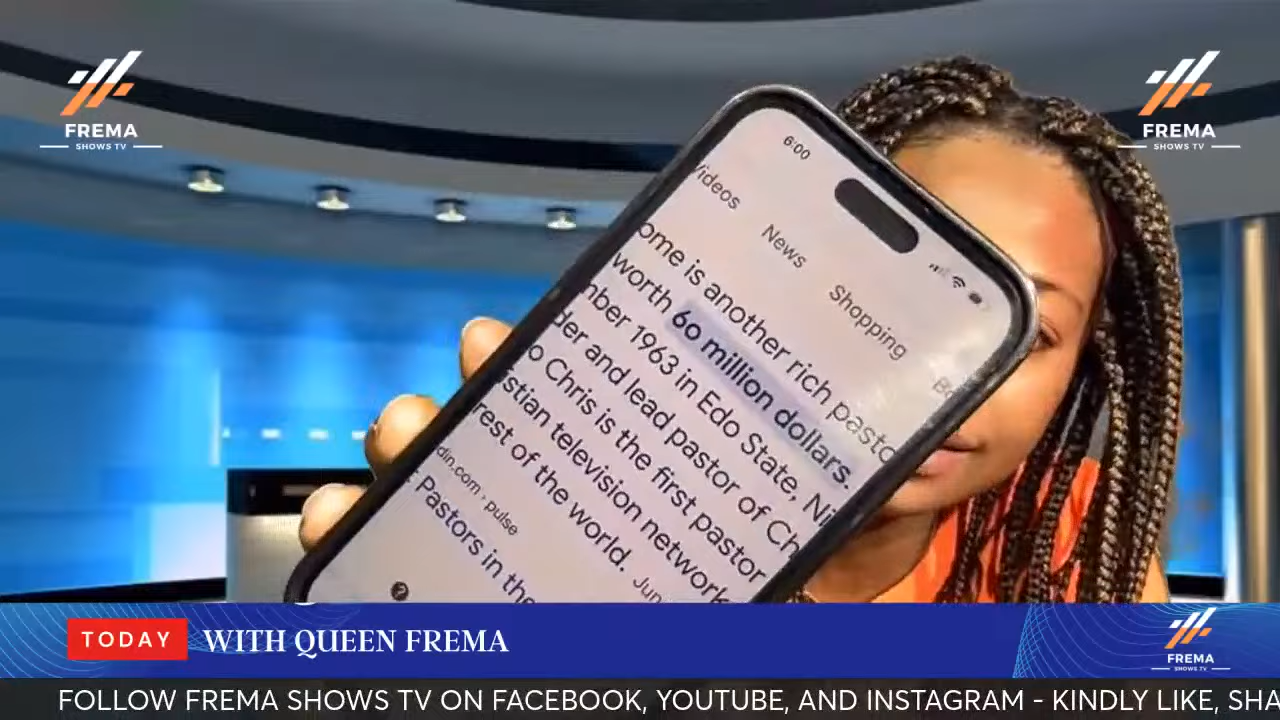 FREMA
SHOWS TV
FREMA
SHOWS TV
6:00
Videos
News
Shopping
ome is another rich pasto
worth 60 million dollars.
mber 1963 in Edo State, Ni
der and lead pastor of Ch
o Chris is the first pastor
stian television network
rest of the world. Jun
din.com › pulse
Pastors in the
TODAY
WITH QUEEN FREMA
FREMA
SHOWS TV
FOLLOW FREMA SHOWS TV ON FACEBOOK, YOUTUBE, AND INSTAGRAM - KINDLY LIKE, SHA